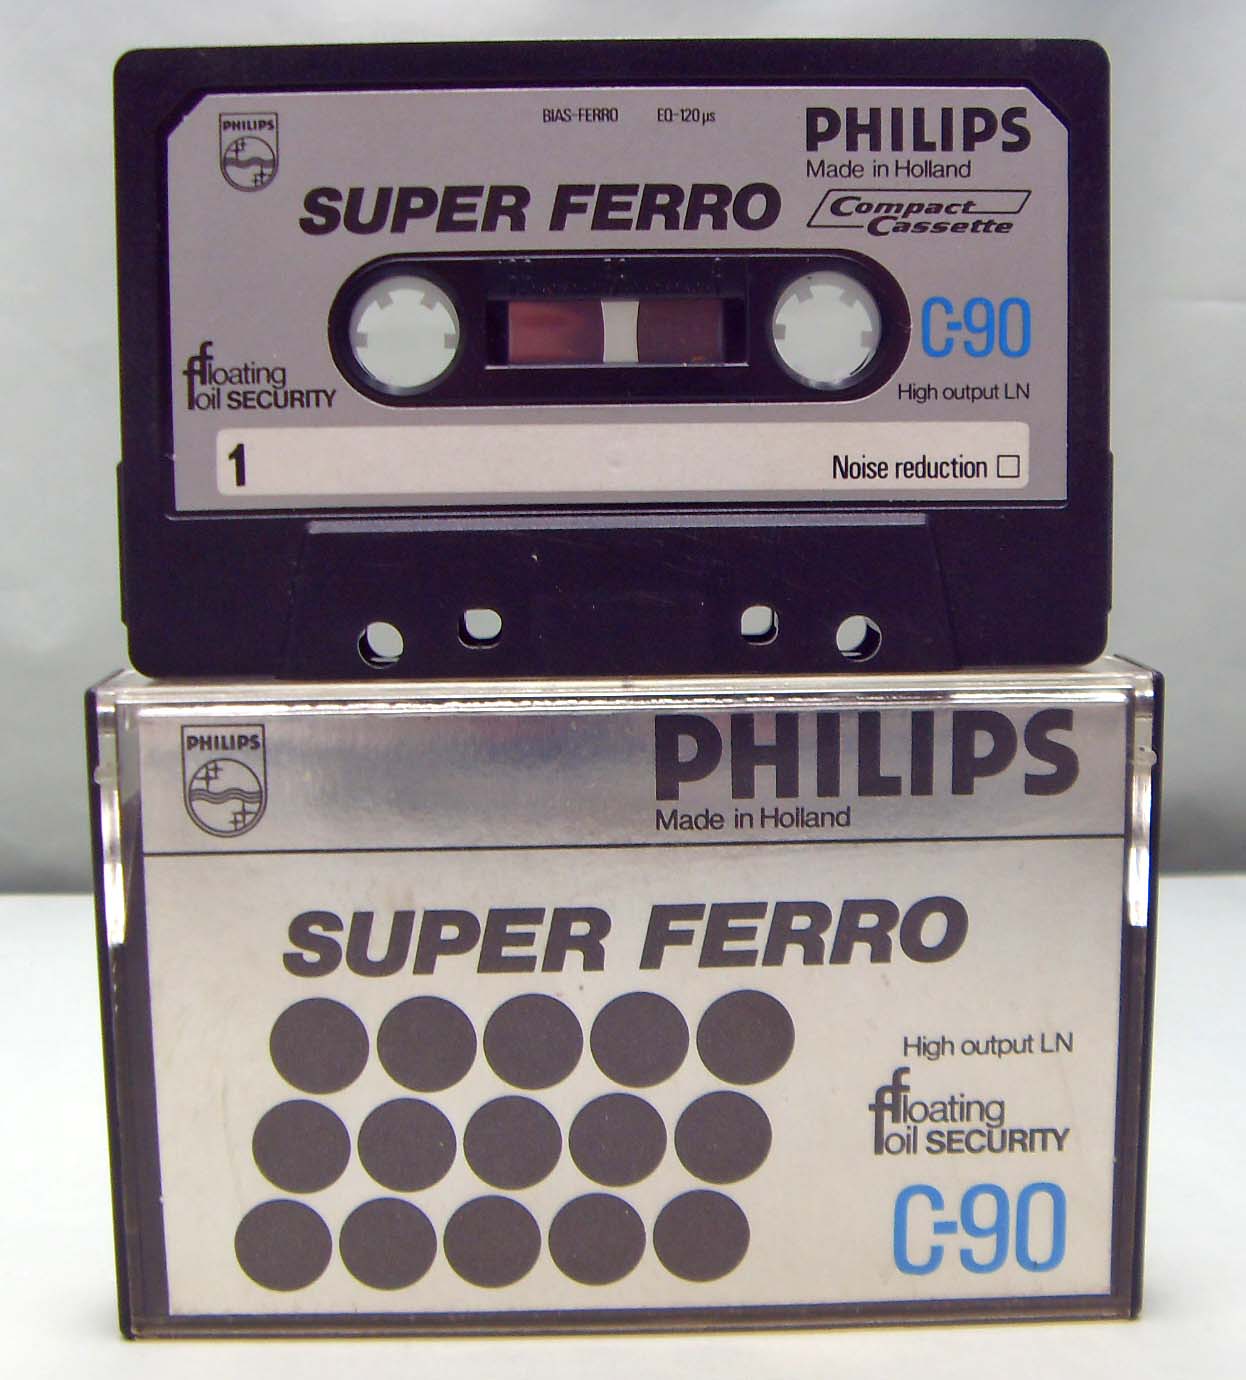 PHILIPS
BIAS-FERRO EQ-120 µs
PHILIPS
Made in Holland
SUPER FERRO
Compact
Cassette
C-90
floating
foil SECURITY
High output LN
1
Noise reduction
PHILIPS
PHILIPS
Made in Holland
SUPER FERRO
High output LN
floating
foil SECURITY
C-90